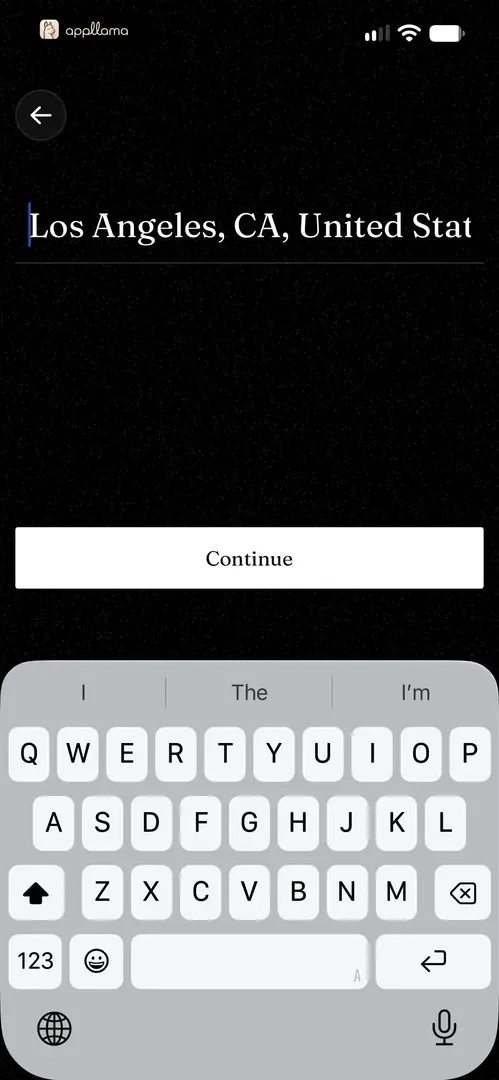 appllama
Los Angeles, CA, United Stat
Continue
I The I'm
Q W E R T Y U I O P
A S D F G H J K L
Z X C V B N M
123 A